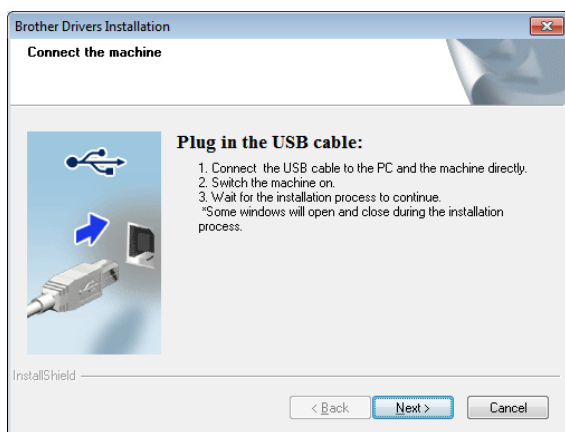 Brother Drivers Installation
Connect the machine
Plug in the USB cable:
1. Connect the USB cable to the PC and the machine directly.
2. Switch the machine on.
3. Wait for the installation process to continue.
*Some windows will open and close during the installation
process.
InstallShield
< Back
Next >
Cancel